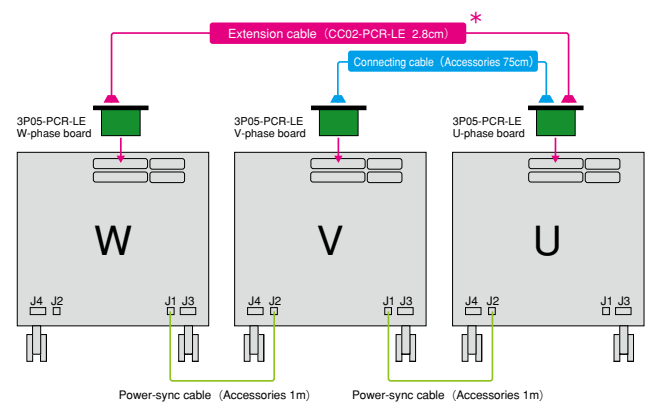 Extension cable（CC02-PCR-LE 2.8cm）
*
Connecting cable（Accessories 75cm）
3P05-PCR-LE
W-phase board
3P05-PCR-LE
V-phase board
3P05-PCR-LE
U-phase board
W
V
U
J4 J2 J1 J3
J4 J2 J1 J3
J4 J2 J1 J3
Power-sync cable（Accessories 1m）
Power-sync cable（Accessories 1m）